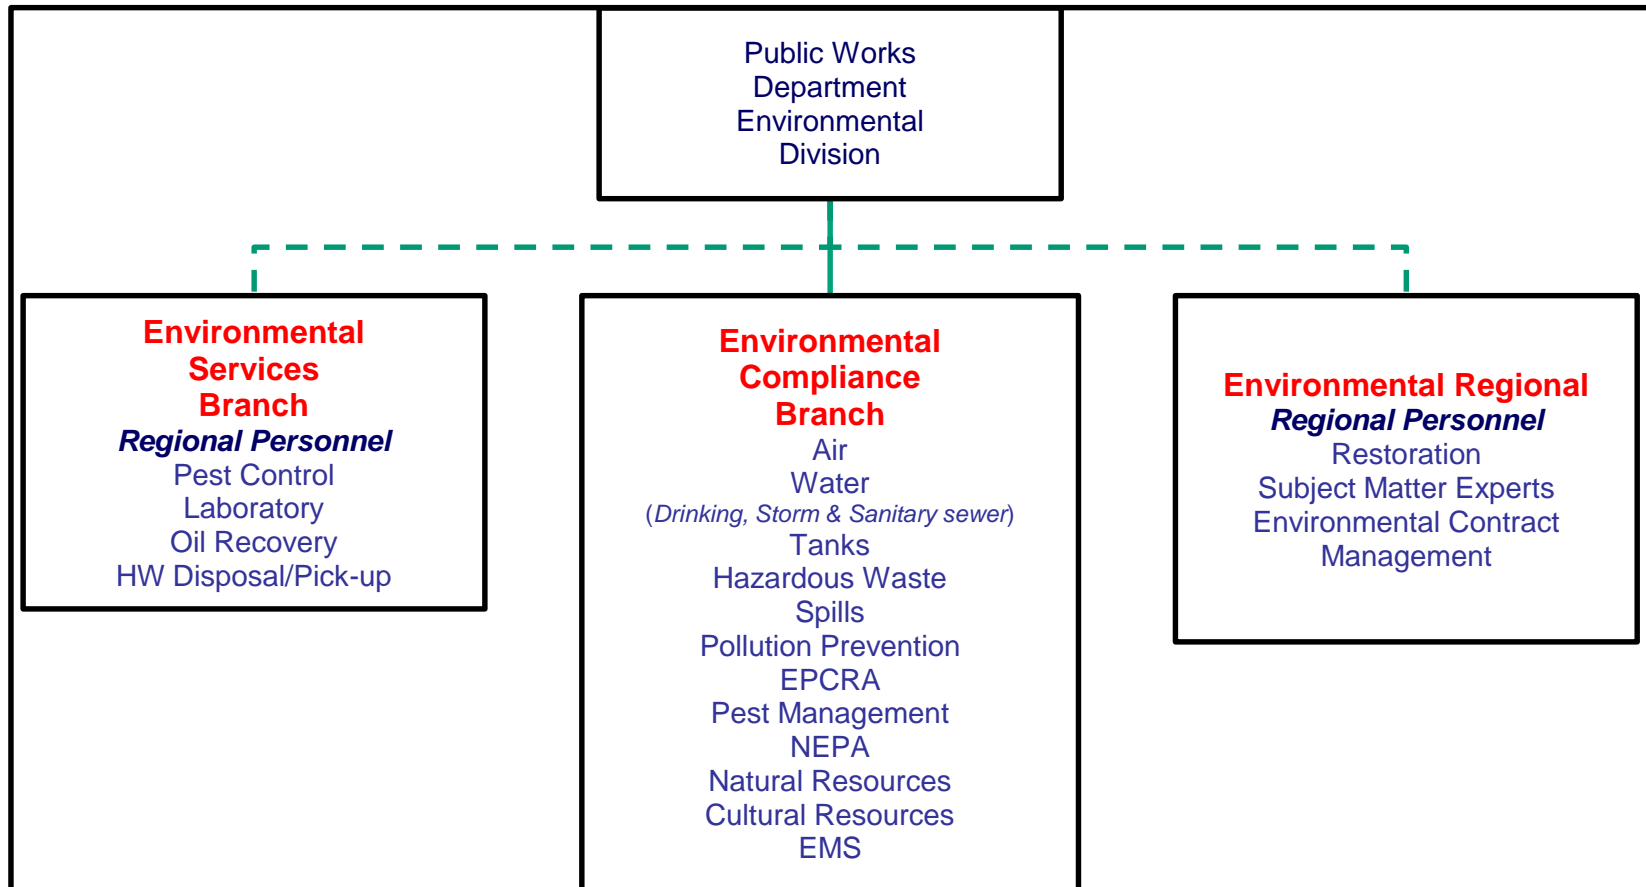 Public Works
Department
Environmental
Division
Environmental
Services
Branch
Regional Personnel
Pest Control
Laboratory
Oil Recovery
HW Disposal/Pick-up
Environmental
Compliance
Branch
Air
Water
(Drinking, Storm & Sanitary sewer)
Tanks
Hazardous Waste
Spills
Pollution Prevention
EPCRA
Pest Management
NEPA
Natural Resources
Cultural Resources
EMS
Environmental Regional
Regional Personnel
Restoration
Subject Matter Experts
Environmental Contract
Management